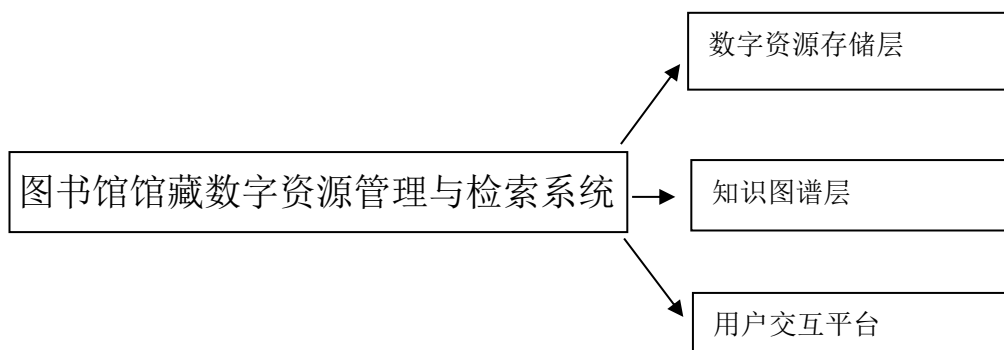 数字资源存储层
图书馆馆藏数字资源管理与检索系统
知识图谱层
用户交互平台